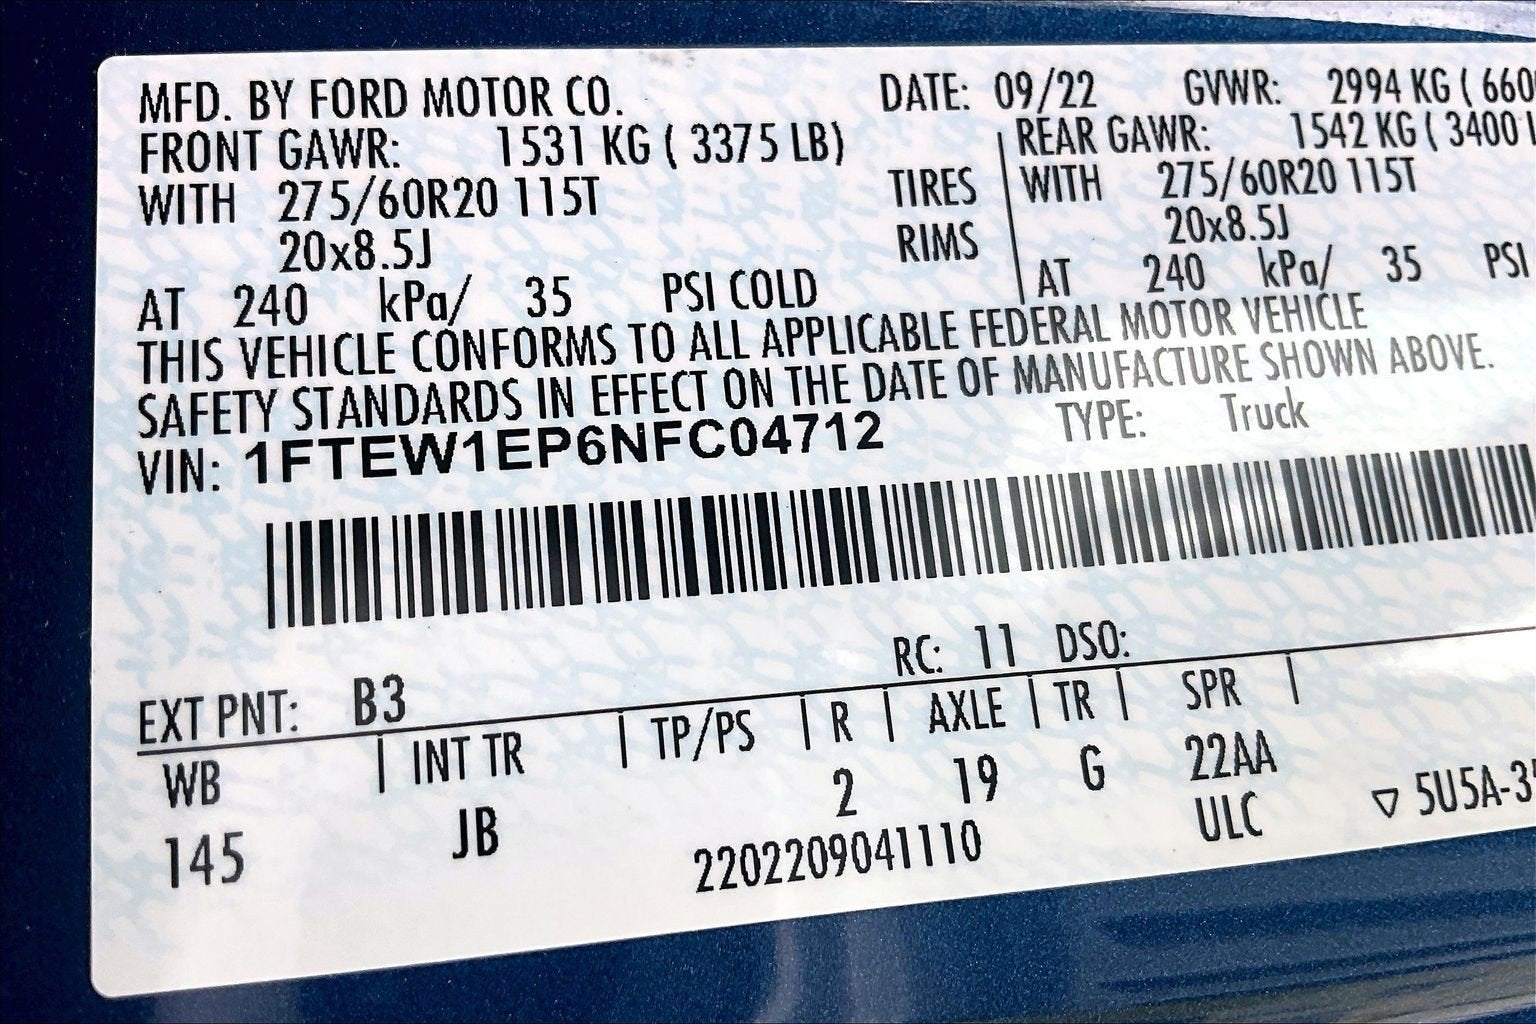 MFD. BY FORD MOTOR CO. DATE: 09/22 GVWR: 2994 KG ( 660
FRONT GAWR: 1531 KG ( 3375 LB) REAR GAWR: 1542 KG ( 3400 L
WITH 275/60R20 115T TIRES WITH 275/60R20 115T
20x8.5J RIMS 20x8.5J
AT 240 kPa/ 35 PSI COLD AT 240 kPa/ 35 PSI
THIS VEHICLE CONFORMS TO ALL APPLICABLE FEDERAL MOTOR VEHICLE
SAFETY STANDARDS IN EFFECT ON THE DATE OF MANUFACTURE SHOWN ABOVE.
VIN: 1FTEW1EP6NFC04712 TYPE: Truck
RC: 11 DSO:
EXT PNT: B3
WB | INT TR | TP/PS | R | AXLE | TR | SPR |
145 JB 2 19 G 22AA
ULC ▽ 5U5A-3
2202209041110